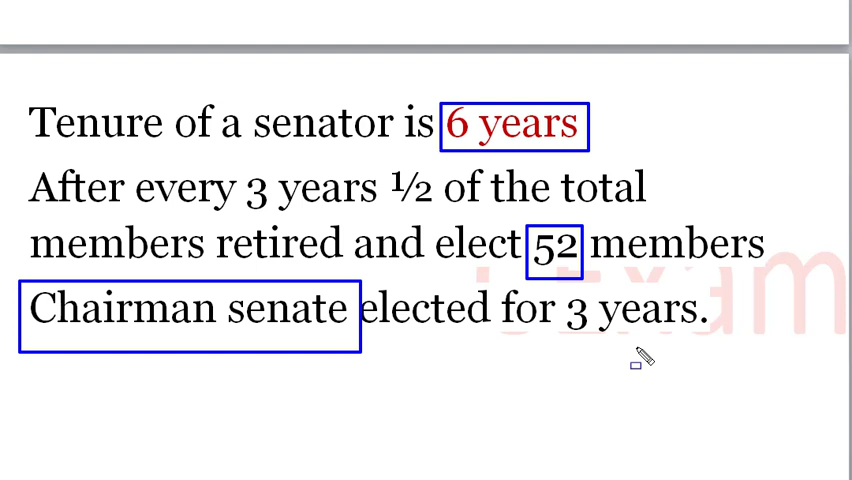 Tenure of a senator is 6 years
After every 3 years ½ of the total
members retired and elect 52 members
Chairman senate elected for 3 years.